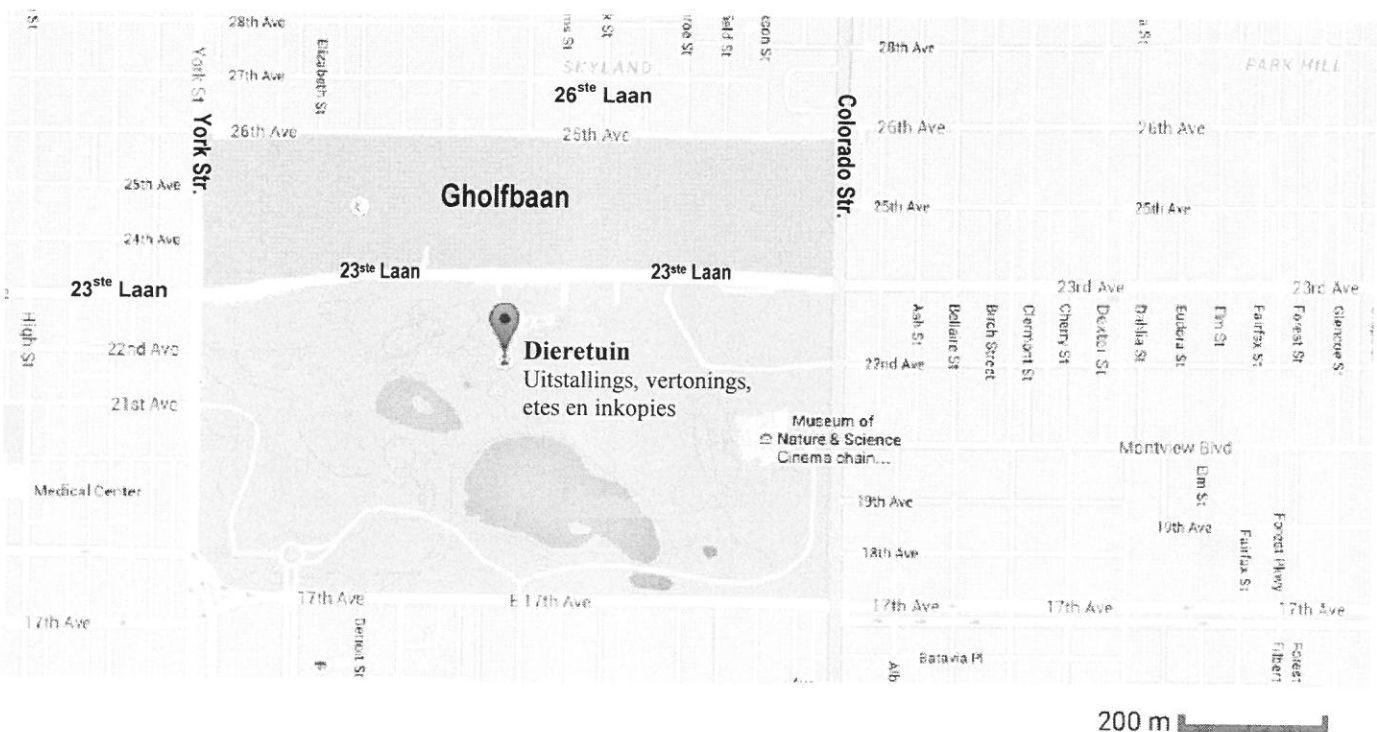 28th Ave
St
York St
York Str.
Elizabeth St
27th Ave
SKYLAND
26ste Laan
28th Ave
PARK HILL
26th Ave
26th Ave
Colorado Str.
26th Ave
26th Ave
25th Ave
Gholfbaan
25th Ave
25th Ave
24th Ave
23ste Laan
23ste Laan
23ste Laan
23rd Ave
23rd Ave
High St
22nd Ave
Dieretuin
Uitstallings, vertonings,
etes en inkopies
Ash St
Bellaire St
Birch Street
Clermont St
Cherry St
Dexter St
Dahlia St
Eudora St
Elm St
Fairfax St
Forest St
Glencoe St
22nd Ave
21st Ave
Museum of
Nature & Science
Cinema chain...
Montview Blvd
Elm St
Medical Center
19th Ave
19th Ave
Fairfax St
Forest Pkwy
18th Ave
17th Ave
E 17th Ave
17th Ave
17th Ave
17th Ave
17th Ave
Detroit St
Batavia Pl
200 m